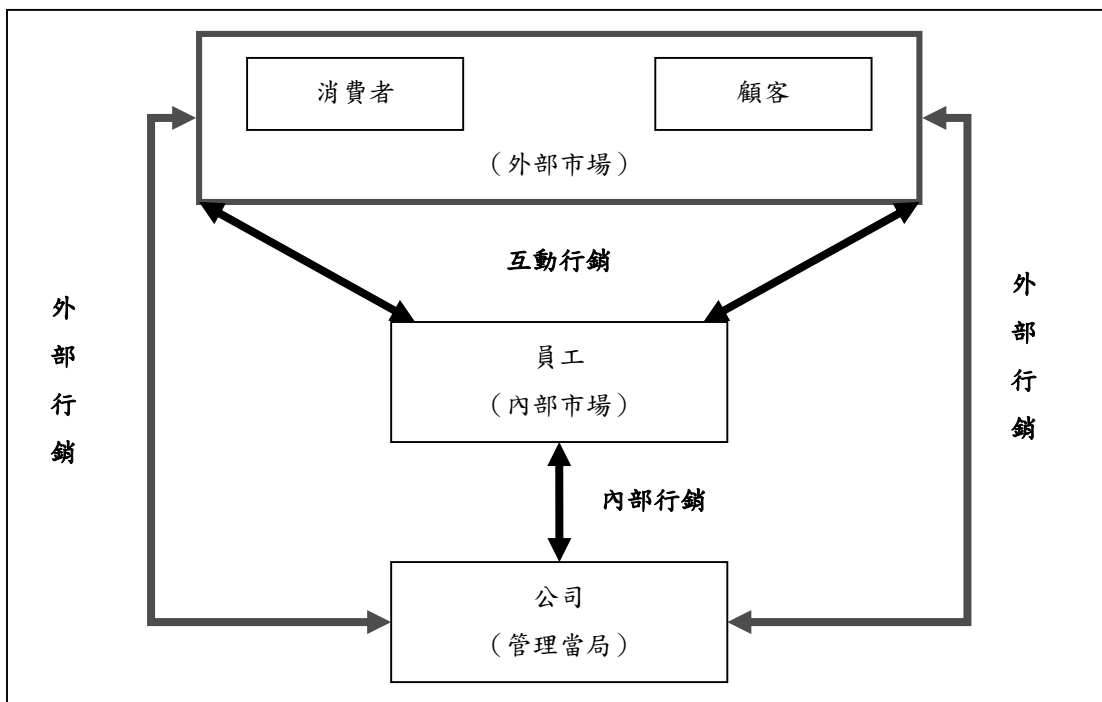 消費者
顧客
（外部市場）
互動行銷
外部行銷
外部行銷
員工
（內部市場）
內部行銷
公司
（管理當局）